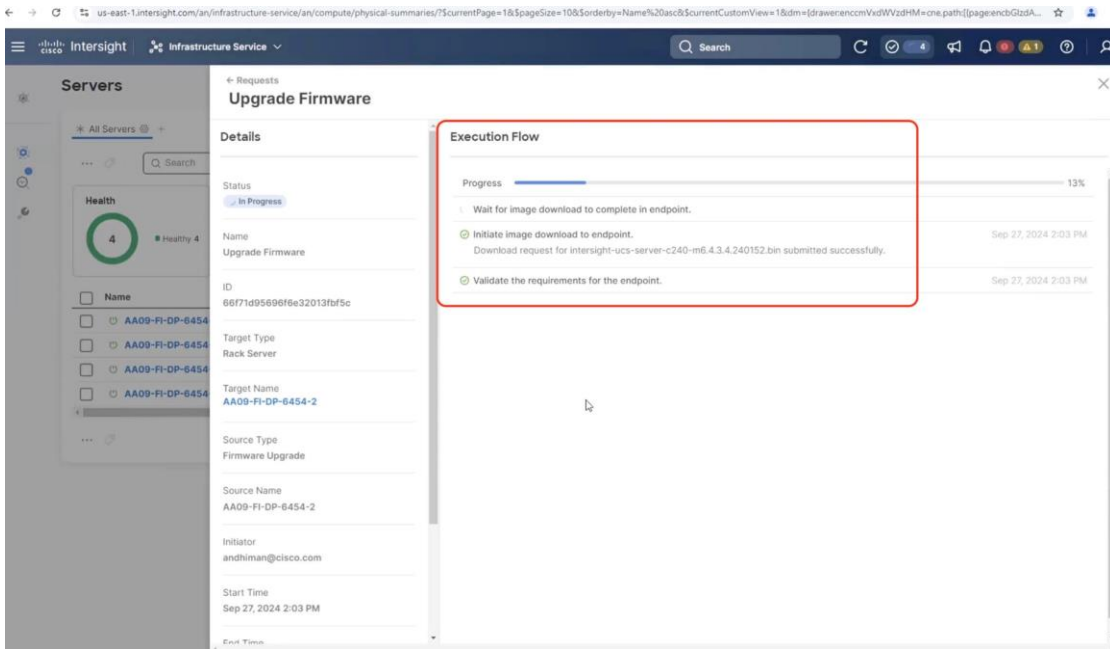 us-east-1.intersight.com/an/infrastructure-service/an/compute/physical-summaries/?$currentPage=1&$pageSize=10&$orderby=Name%20asc&$currentCustomView=1&dm={drawer:enccmVxdWVzdHM=cne,path:[{page:encbGlzdA...
cisco Intersight
Infrastructure Service
Search
4
1
Servers
← Requests
Upgrade Firmware
All Servers
Search
Health
4
Healthy 4
Name
AA09-FI-DP-6454
AA09-FI-DP-6454
AA09-FI-DP-6454
AA09-FI-DP-6454
Details
Status
In Progress
Name
Upgrade Firmware
ID
66f71d95696f6e32013fbf5c
Target Type
Rack Server
Target Name
AA09-FI-DP-6454-2
Source Type
Firmware Upgrade
Source Name
AA09-FI-DP-6454-2
Initiator
andhiman@cisco.com
Start Time
Sep 27, 2024 2:03 PM
End Time
Execution Flow
Progress 13%
Wait for image download to complete in endpoint.
Initiate image download to endpoint. Sep 27, 2024 2:03 PM
Download request for intersight-ucs-server-c240-m6.4.3.4.240152.bin submitted successfully.
Validate the requirements for the endpoint. Sep 27, 2024 2:03 PM